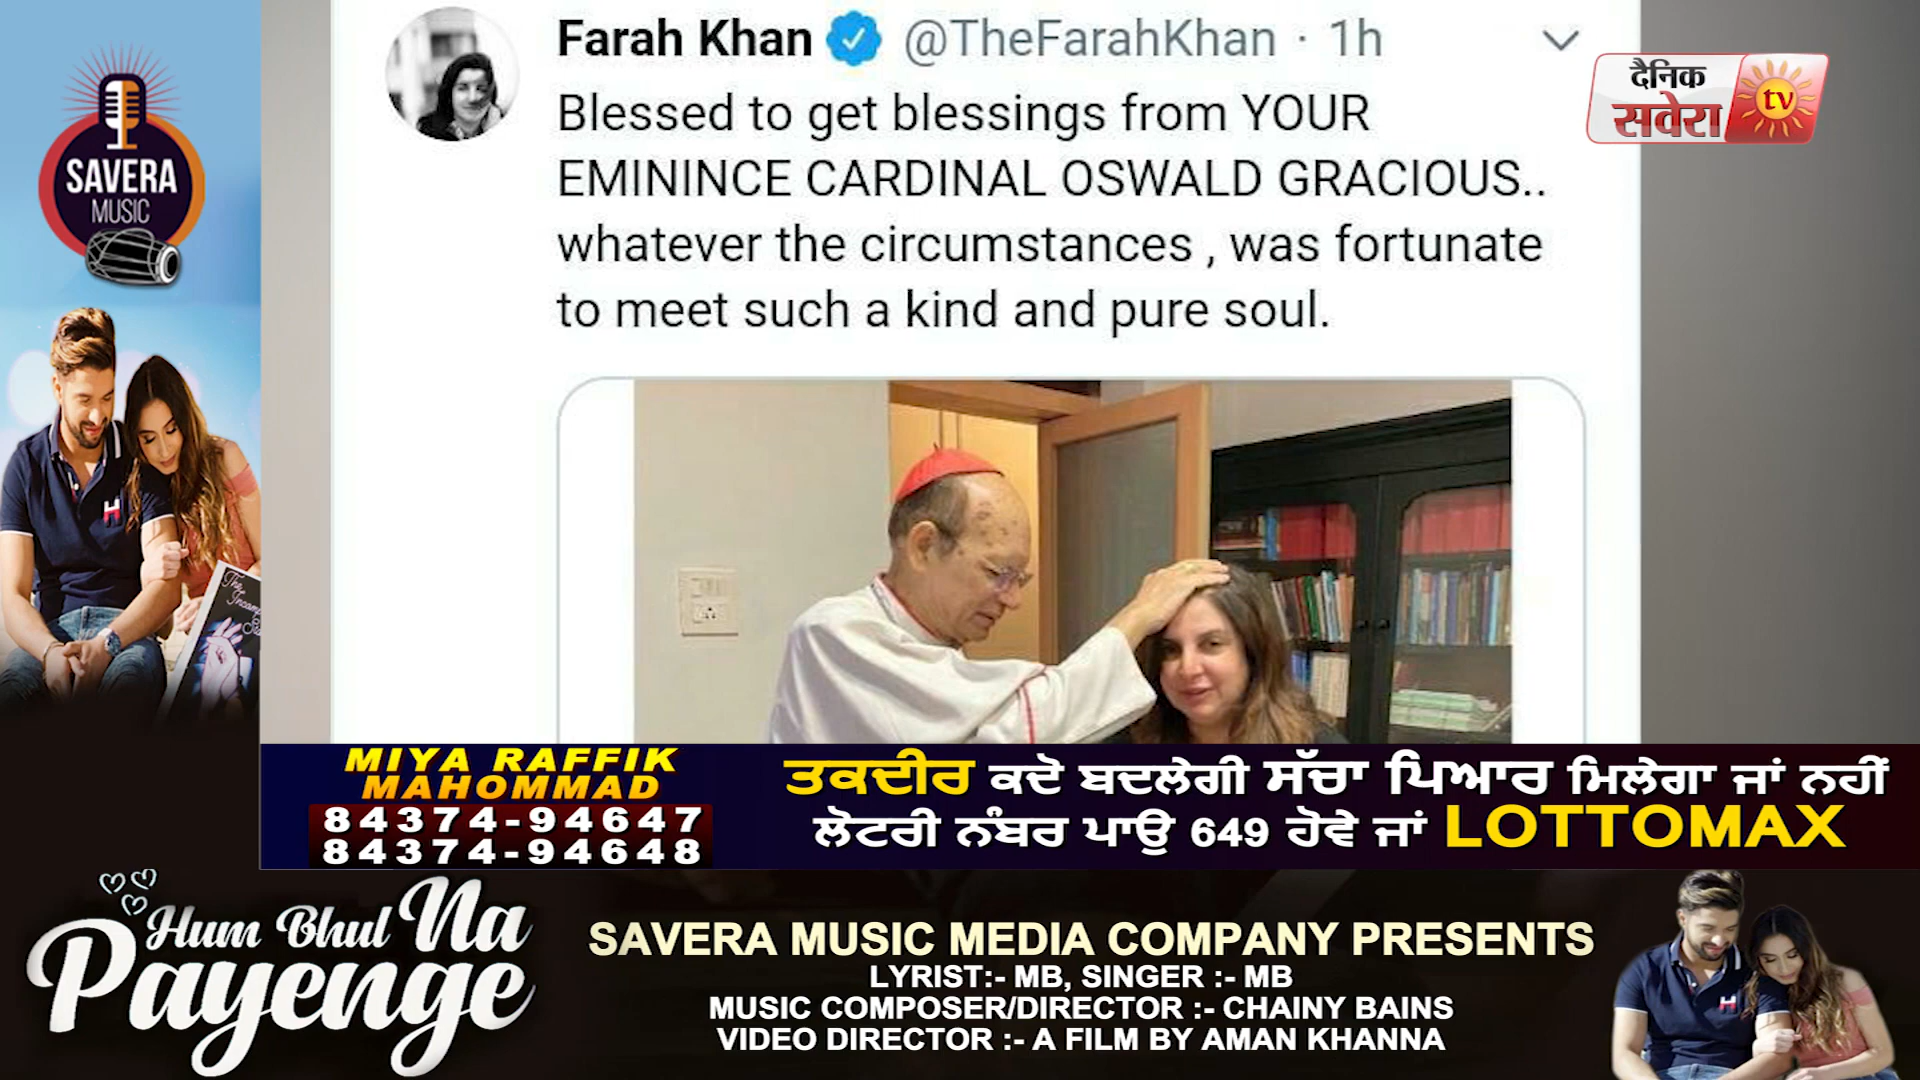 Farah Khan @TheFarahKhan · 1h
Blessed to get blessings from YOUR
EMININCE CARDINAL OSWALD GRACIOUS..
whatever the circumstances , was fortunate
to meet such a kind and pure soul.
दैनिक
सवेरा tv
SAVERA
MUSIC
The
MIYA RAFFIK
MAHOMMAD
84374-94647
84374-94648
ਤਕਦੀਰ ਕਦੋ ਬਦਲੇਗੀ ਸੱਚਾ ਪਿਆਰ ਮਿਲੇਗਾ ਜਾਂ ਨਹੀਂ
ਲੋਟਰੀ ਨੰਬਰ ਪਾਉ 649 ਹੋਵੇ ਜਾਂ LOTTOMAX
Hum Bhul Na
Payenge
SAVERA MUSIC MEDIA COMPANY PRESENTS
LYRIST:- MB, SINGER :- MB
MUSIC COMPOSER/DIRECTOR :- CHAINY BAINS
VIDEO DIRECTOR :- A FILM BY AMAN KHANNA